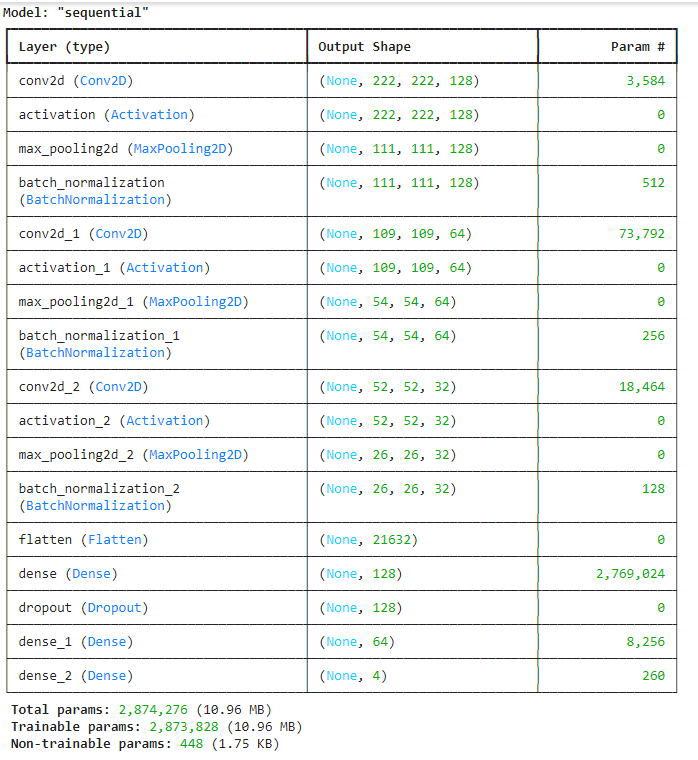 Model: "sequential"
Layer (type) Output Shape Param #
conv2d (Conv2D) (None, 222, 222, 128) 3,584
activation (Activation) (None, 222, 222, 128) 0
max_pooling2d (MaxPooling2D) (None, 111, 111, 128) 0
batch_normalization (None, 111, 111, 128) 512
(BatchNormalization)
conv2d_1 (Conv2D) (None, 109, 109, 64) 73,792
activation_1 (Activation) (None, 109, 109, 64) 0
max_pooling2d_1 (MaxPooling2D) (None, 54, 54, 64) 0
batch_normalization_1 (None, 54, 54, 64) 256
(BatchNormalization)
conv2d_2 (Conv2D) (None, 52, 52, 32) 18,464
activation_2 (Activation) (None, 52, 52, 32) 0
max_pooling2d_2 (MaxPooling2D) (None, 26, 26, 32) 0
batch_normalization_2 (None, 26, 26, 32) 128
(BatchNormalization)
flatten (Flatten) (None, 21632) 0
dense (Dense) (None, 128) 2,769,024
dropout (Dropout) (None, 128) 0
dense_1 (Dense) (None, 64) 8,256
dense_2 (Dense) (None, 4) 260
Total params: 2,874,276 (10.96 MB)
Trainable params: 2,873,828 (10.96 MB)
Non-trainable params: 448 (1.75 KB)